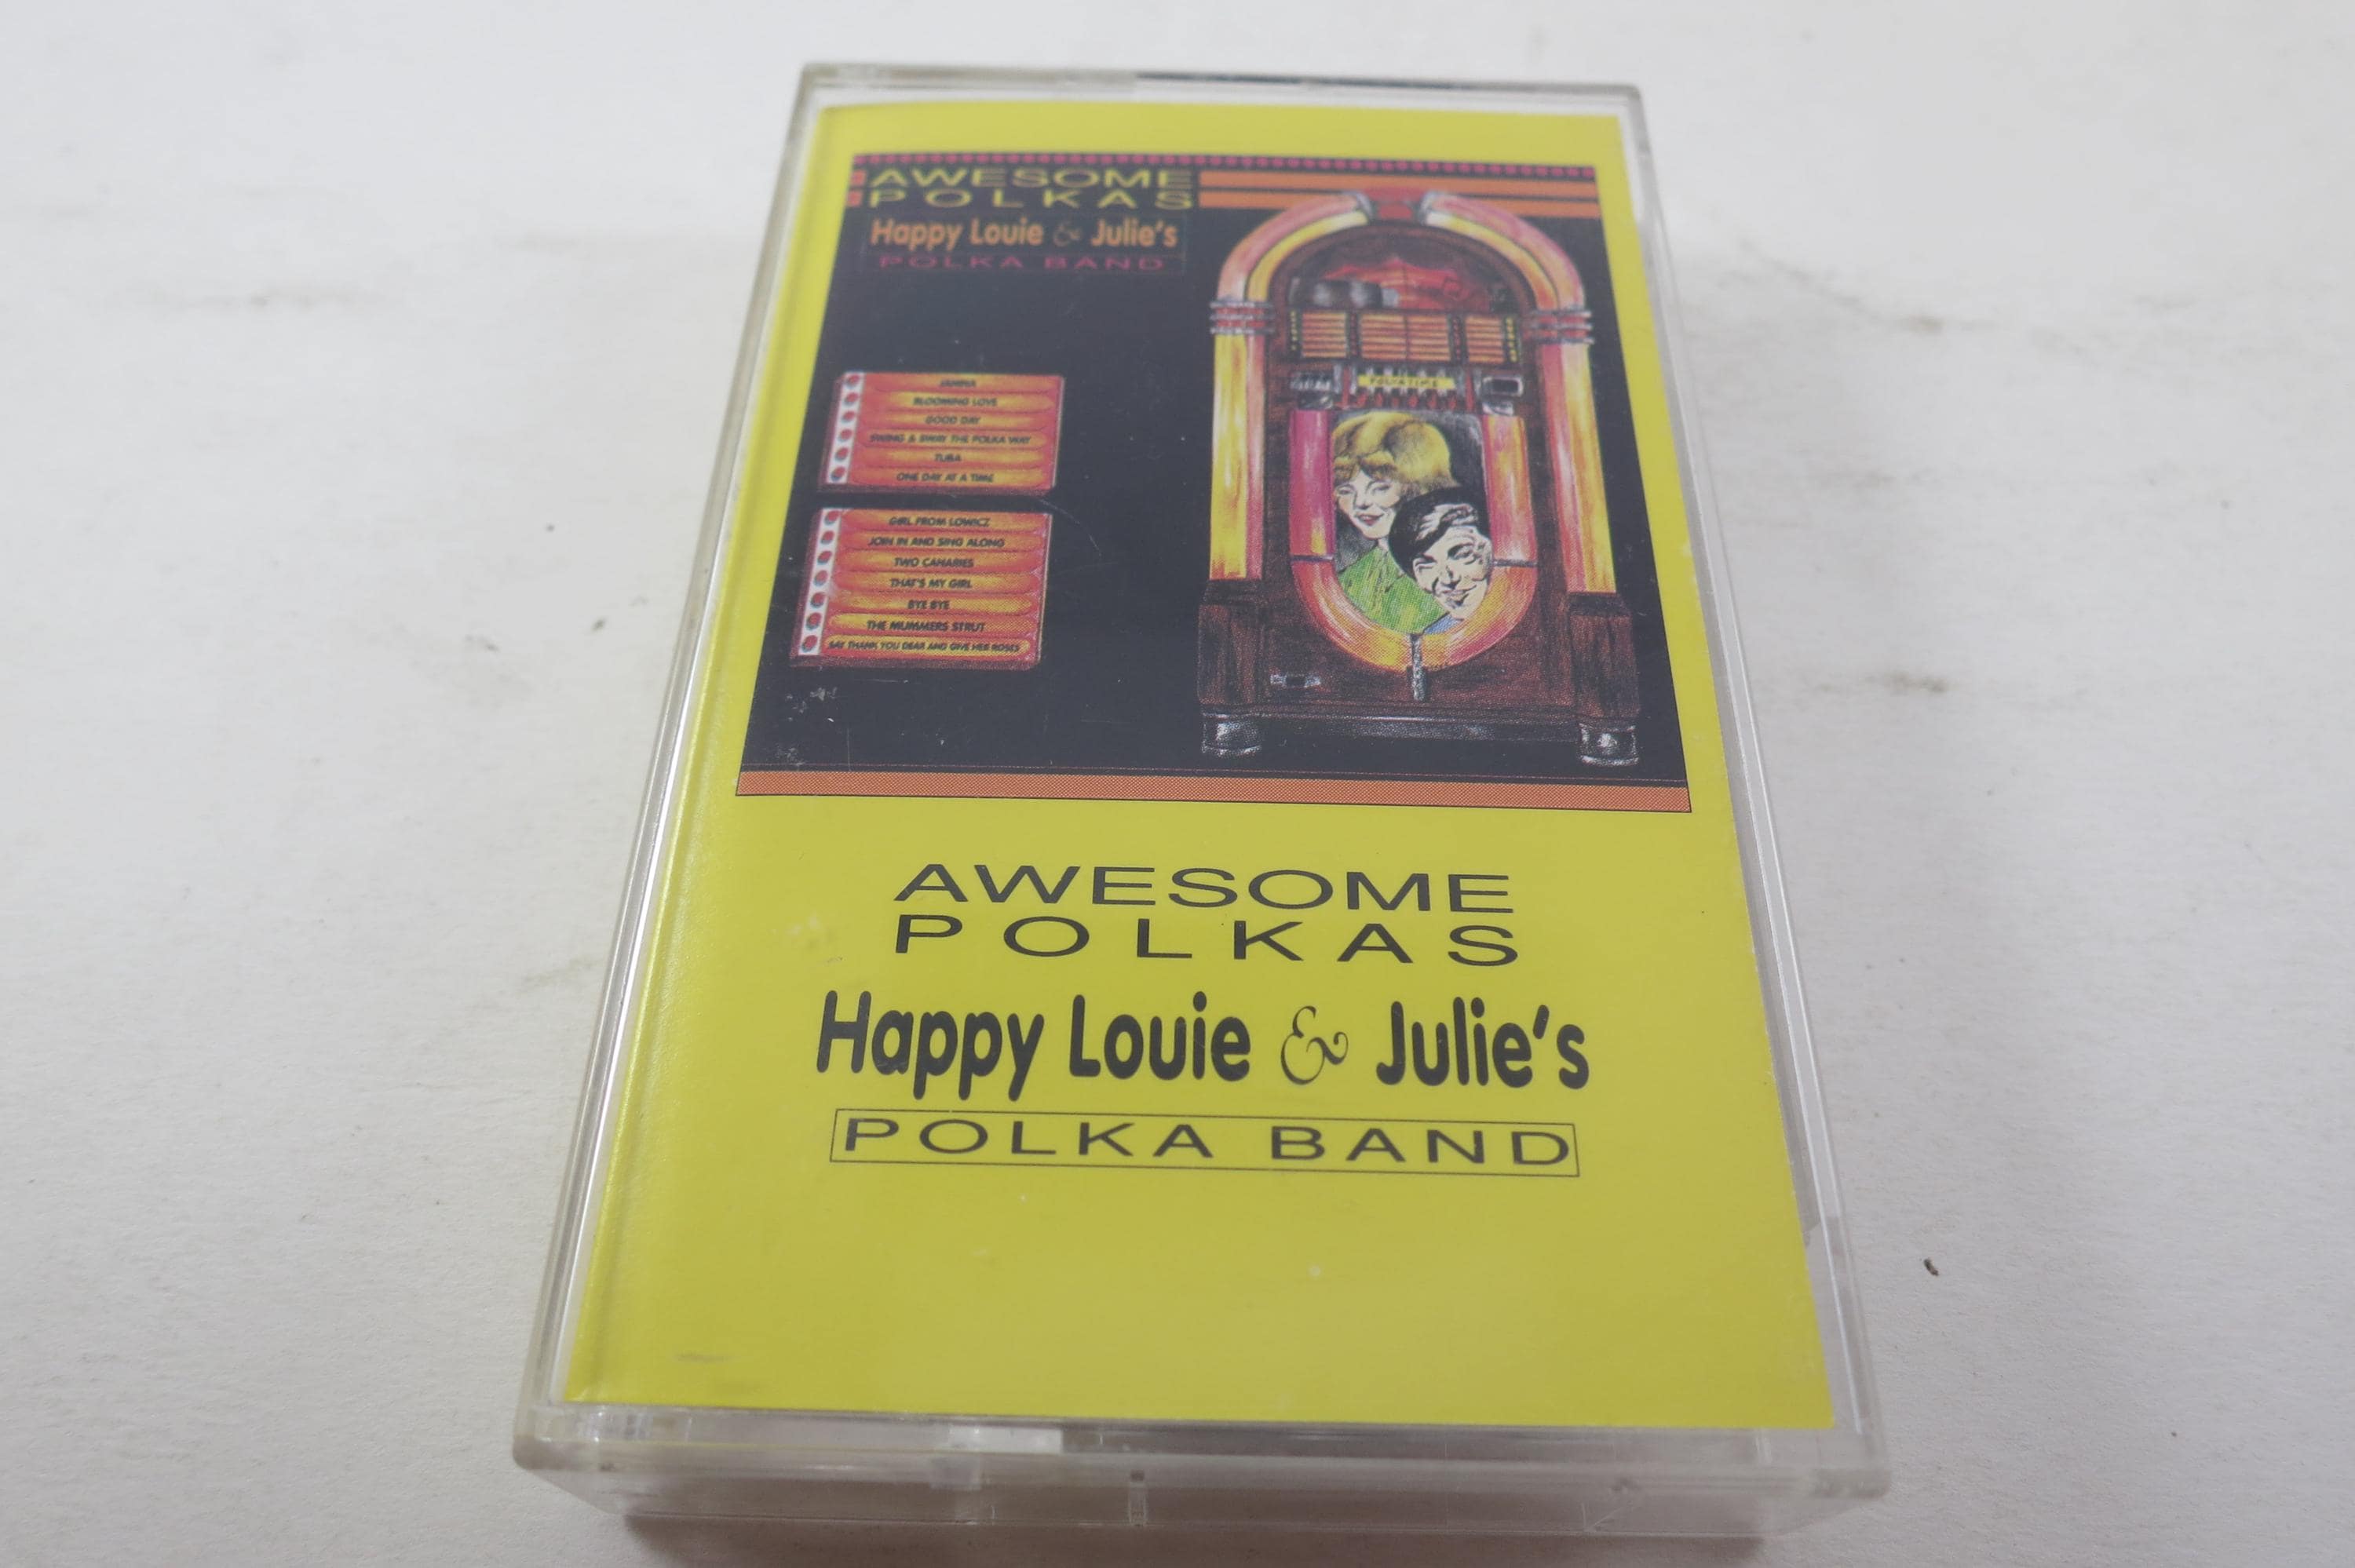 AWESOME
POLKAS
Happy Louie & Julie's
POLKA BAND
JANINA
BLOOMING LOVE
GOOD DAY
SWING & SWAY THE POLKA WAY
TUBA
ONE DAY AT A TIME
GIRL FROM LOWICZ
JOIN IN AND SING ALONG
TWO CANARIES
THAT'S MY GIRL
BYE BYE
THE MUMMERS STRUT
SAY THANK YOU DEAR AND GIVE HER ROSES
AWESOME
POLKAS
Happy Louie & Julie's
POLKA BAND